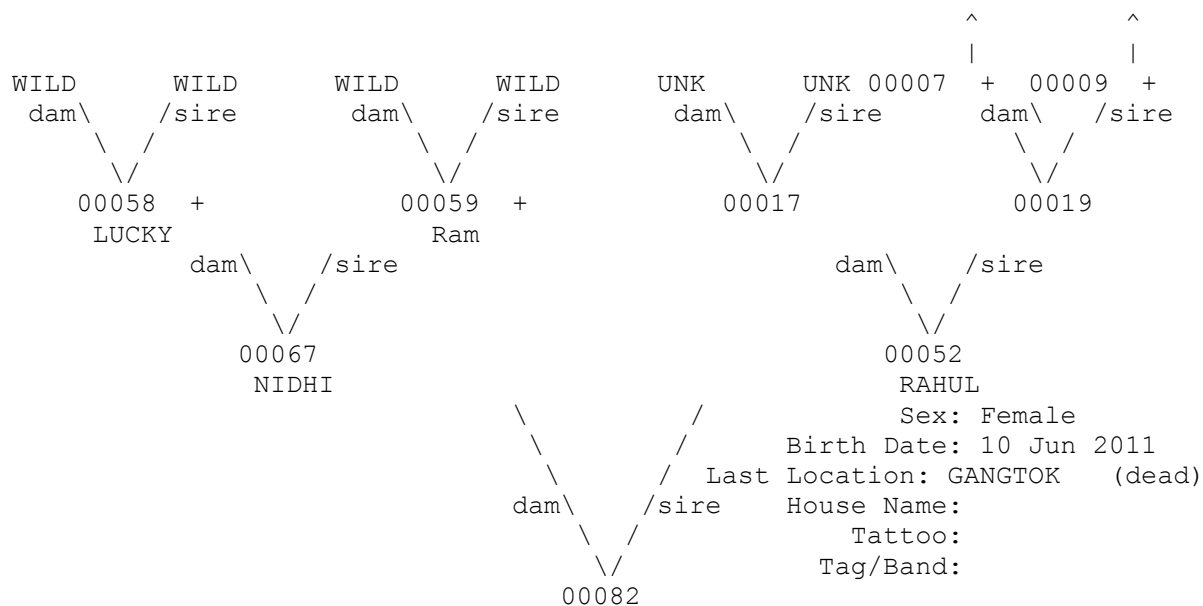 ^ ^
| |
WILD WILD WILD WILD UNK UNK 00007 + 00009 +
dam\ /sire dam\ /sire dam\ /sire dam\ /sire
\ / \ / \ / \ /
\/ \/ \/ \/
00058 + 00059 + 00017 00019
LUCKY Ram
dam\ /sire dam\ /sire
\ / \ /
\/ \/
00067 00052
NIDHI RAHUL
\ / Sex: Female
\ / Birth Date: 10 Jun 2011
\ / Last Location: GANGTOK (dead)
dam\ /sire House Name:
\ / Tattoo:
\/ Tag/Band:
00082